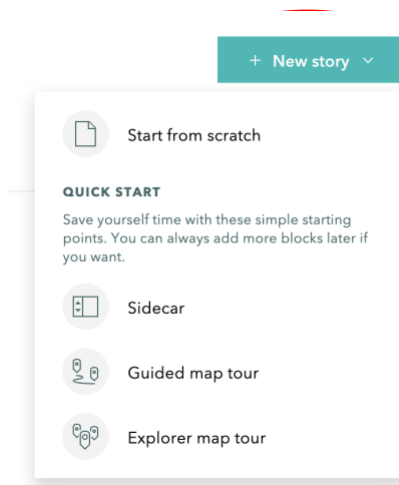 + New story
Start from scratch
QUICK START
Save yourself time with these simple starting
points. You can always add more blocks later if
you want.
Sidecar
Guided map tour
Explorer map tour